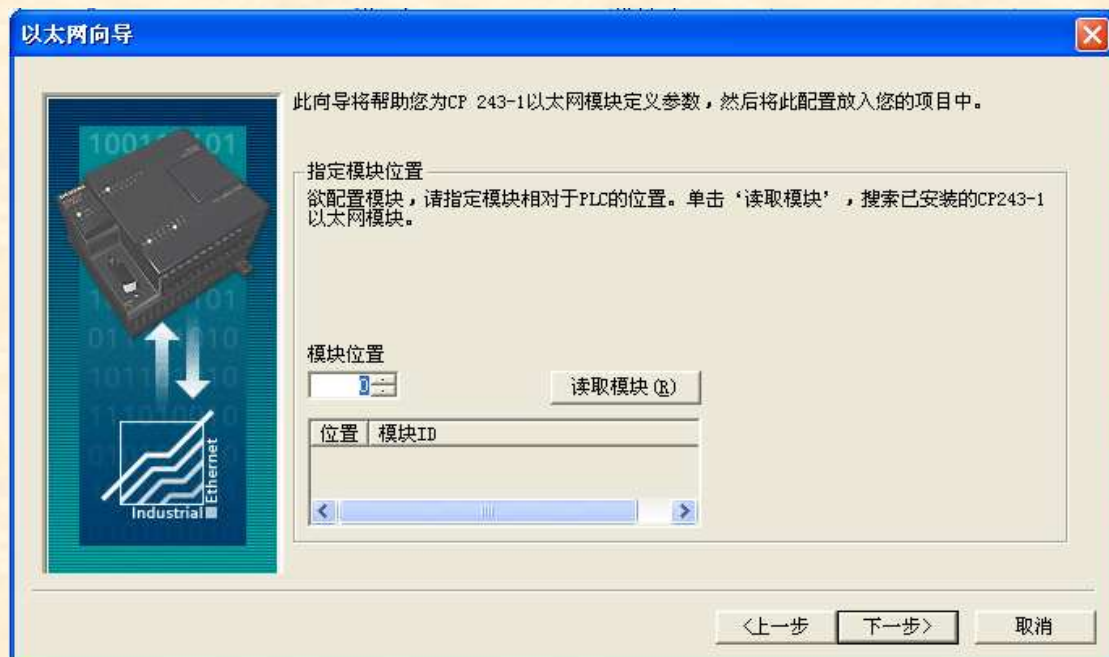 以太网向导
此向导将帮助您为CP 243-1以太网模块定义参数，然后将此配置放入您的项目中。
指定模块位置
欲配置模块，请指定模块相对于PLC的位置。单击‘读取模块’，搜索已安装的CP243-1
以太网模块。
模块位置
0
读取模块(R)
位置 模块ID
Industrial
Ethernet
<上一步 下一步> 取消